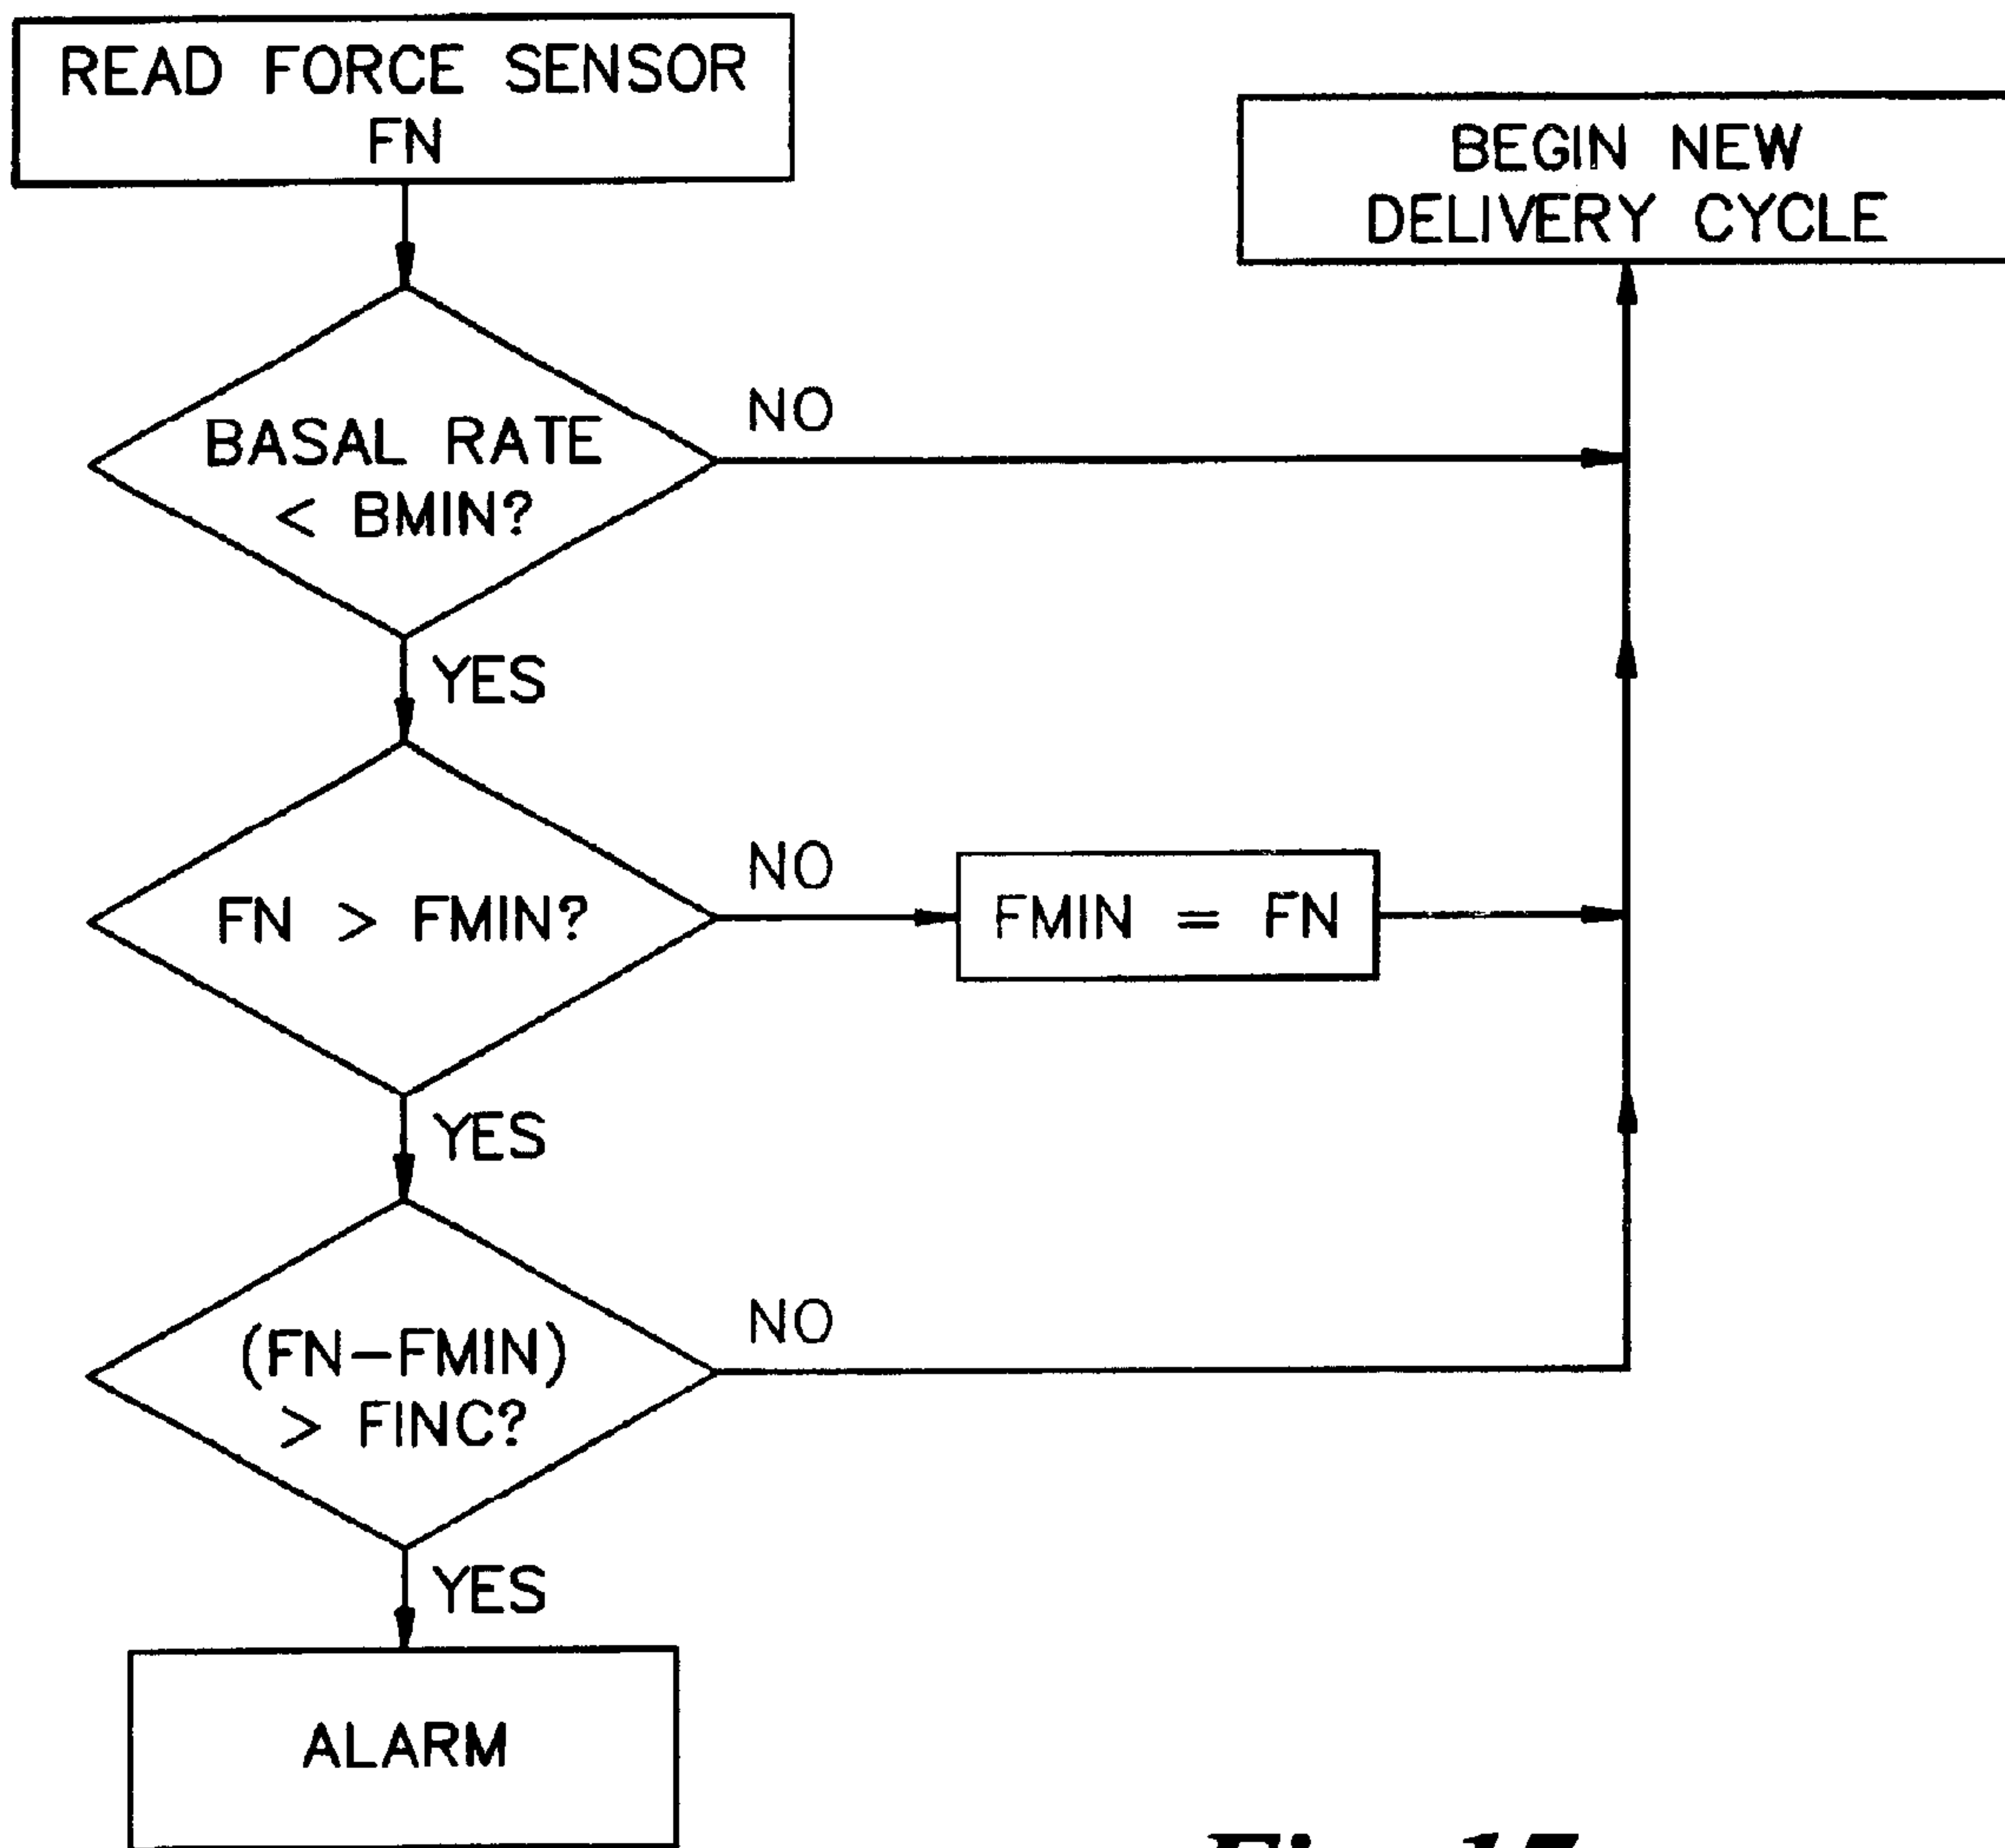 READ FORCE SENSOR
FN
BEGIN NEW
DELIVERY CYCLE
BASAL RATE
< BMIN?
NO
YES
FN > FMIN?
NO
FMIN = FN
YES
(FN-FMIN)
> FINC?
NO
YES
ALARM